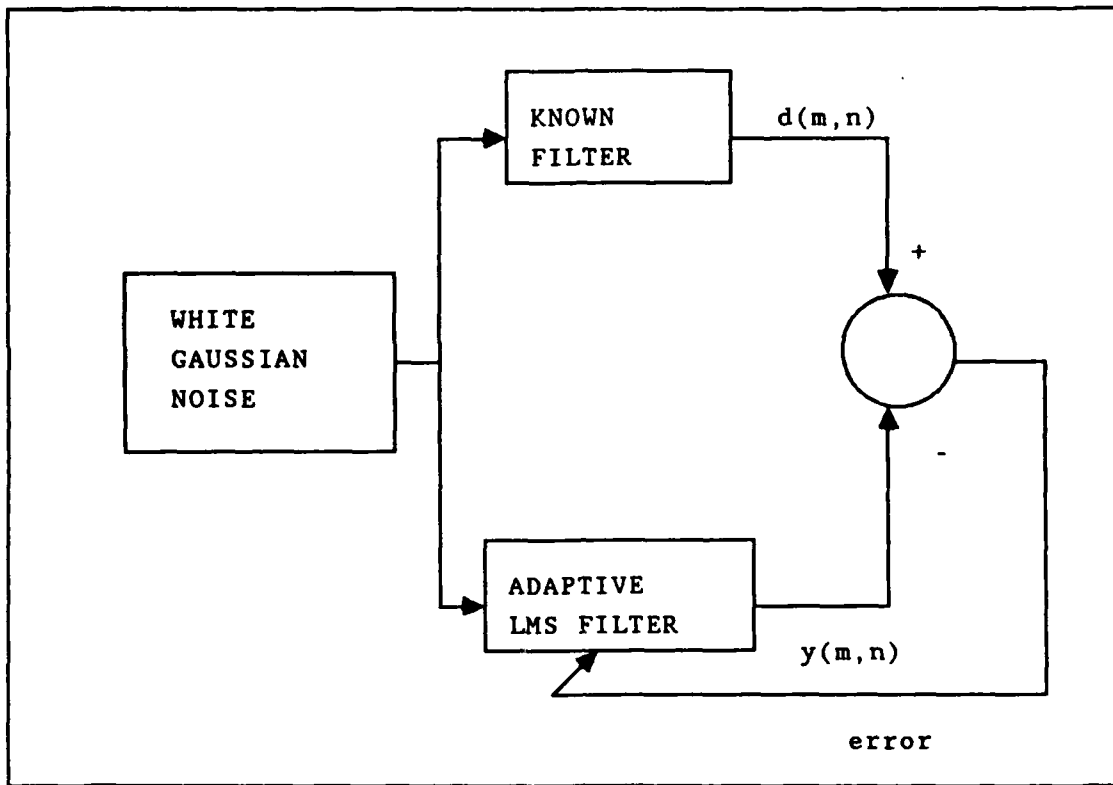 KNOWN
FILTER
d(m,n)
+
WHITE
GAUSSIAN
NOISE
-
ADAPTIVE
LMS FILTER
y(m,n)
error